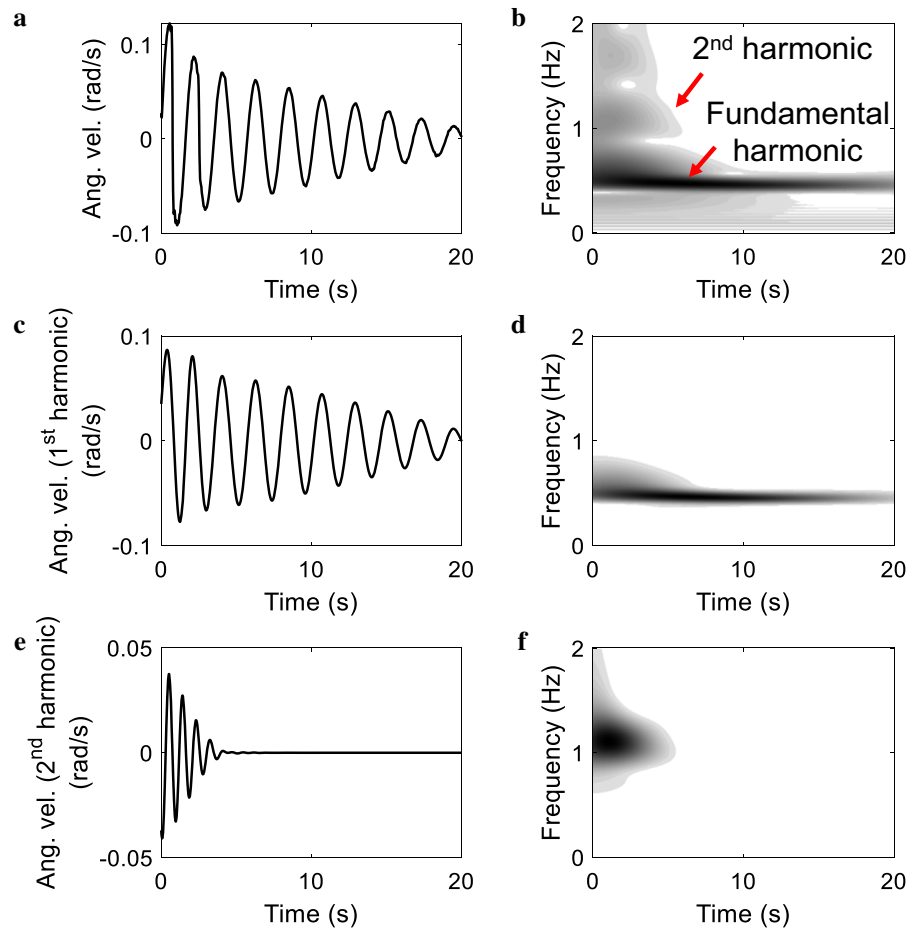 a
Ang. vel. (rad/s)
0.1
0
-0.1
0 10 20
Time (s)
b
Frequency (Hz)
2
1
0
2nd harmonic
Fundamental
harmonic
0 10 20
Time (s)
c
Ang. vel. (1st harmonic)
(rad/s)
0.1
0
-0.1
0 10 20
Time (s)
d
Frequency (Hz)
2
1
0
0 10 20
Time (s)
e
Ang. vel. (2nd harmonic)
(rad/s)
0.05
0
-0.05
0 10 20
Time (s)
f
Frequency (Hz)
2
1
0
0 10 20
Time (s)